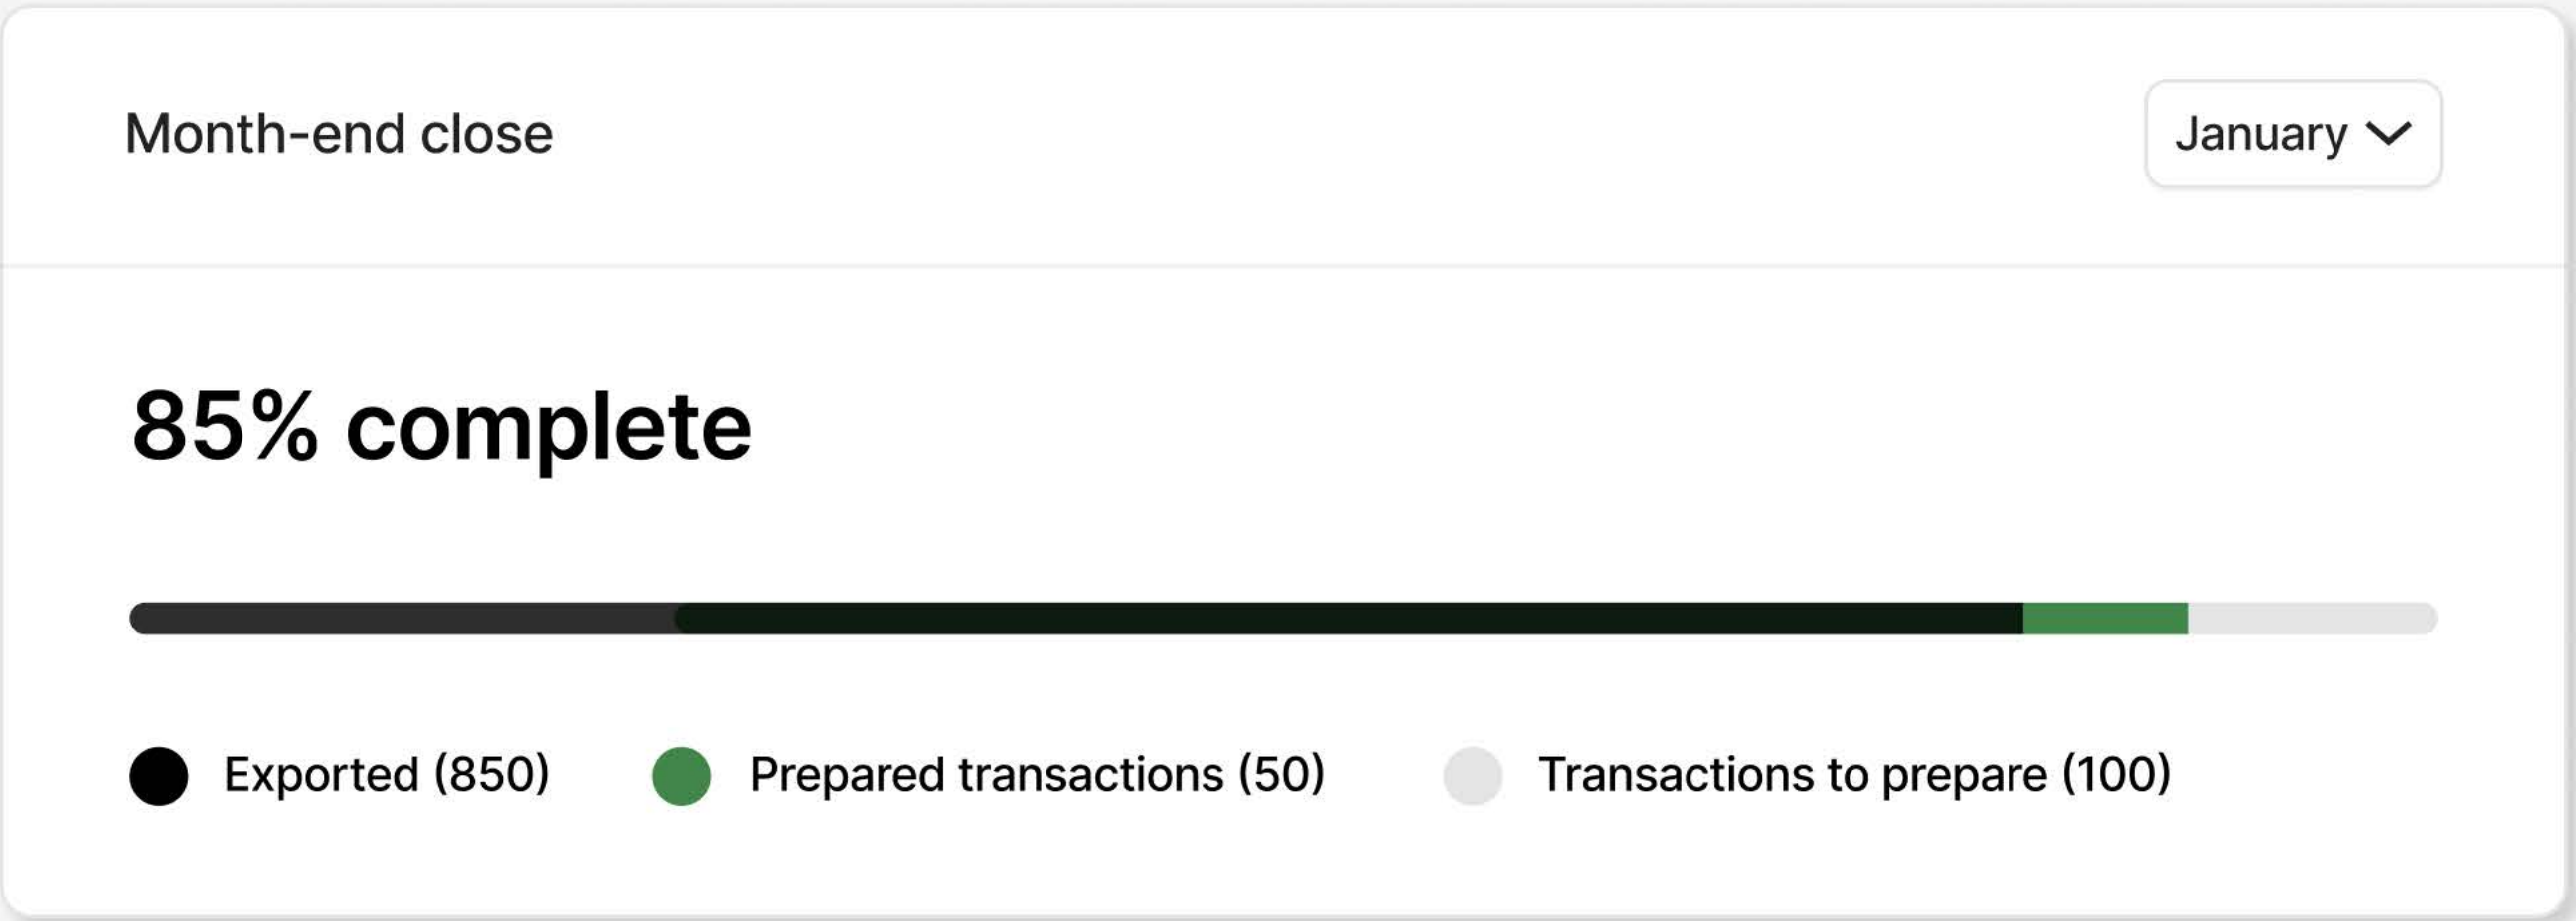 Month-end close
January
85% complete
Exported (850)
Prepared transactions (50)
Transactions to prepare (100)